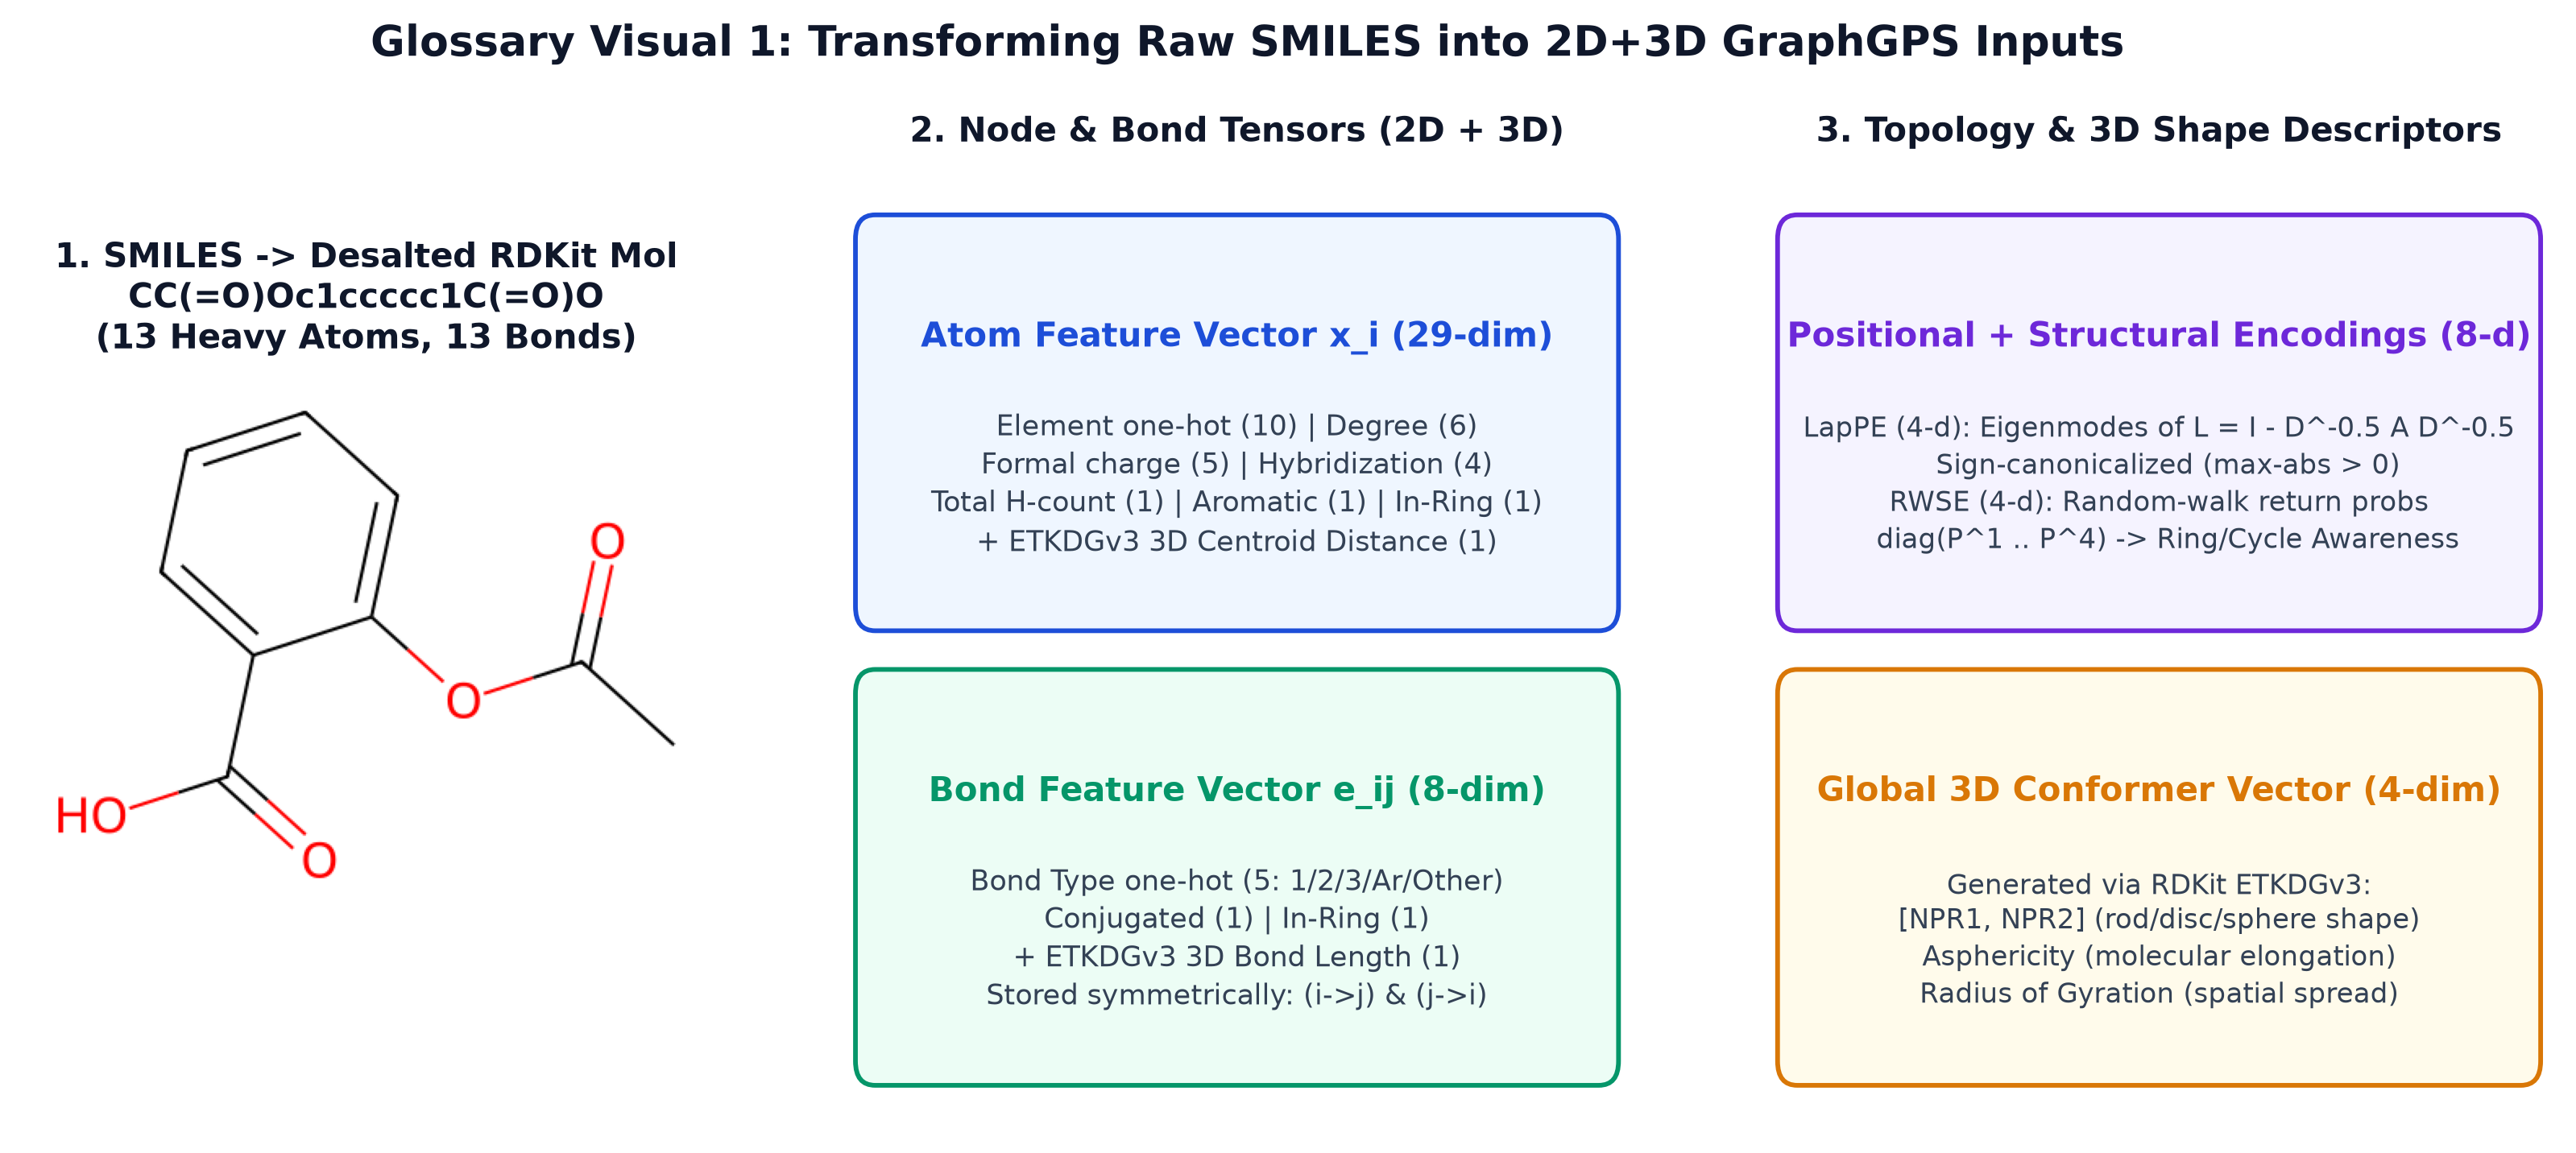 Glossary Visual 1: Transforming Raw SMILES into 2D+3D GraphGPS Inputs
1. SMILES -> Desalted RDKit Mol
CC(=O)Oc1ccccc1C(=O)O
(13 Heavy Atoms, 13 Bonds)
O
O
HO
O
2. Node & Bond Tensors (2D + 3D)
Atom Feature Vector x_i (29-dim)
Element one-hot (10) | Degree (6)
Formal charge (5) | Hybridization (4)
Total H-count (1) | Aromatic (1) | In-Ring (1)
+ ETKDGv3 3D Centroid Distance (1)
Bond Feature Vector e_ij (8-dim)
Bond Type one-hot (5: 1/2/3/Ar/Other)
Conjugated (1) | In-Ring (1)
+ ETKDGv3 3D Bond Length (1)
Stored symmetrically: (i->j) & (j->i)
3. Topology & 3D Shape Descriptors
Positional + Structural Encodings (8-d)
LapPE (4-d): Eigenmodes of L = I - D^-0.5 A D^-0.5
Sign-canonicalized (max-abs > 0)
RWSE (4-d): Random-walk return probs
diag(P^1 .. P^4) -> Ring/Cycle Awareness
Global 3D Conformer Vector (4-dim)
Generated via RDKit ETKDGv3:
[NPR1, NPR2] (rod/disc/sphere shape)
Asphericity (molecular elongation)
Radius of Gyration (spatial spread)